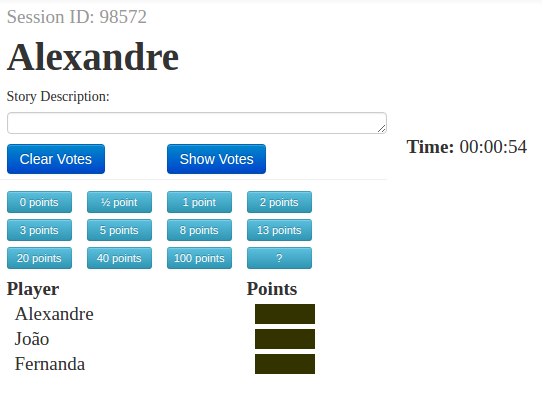 Session ID: 98572
Alexandre
Story Description:
Clear Votes
Show Votes
Time: 00:00:54
0 points
½ point
1 point
2 points
3 points
5 points
8 points
13 points
20 points
40 points
100 points
?
Player Points
Alexandre
João
Fernanda